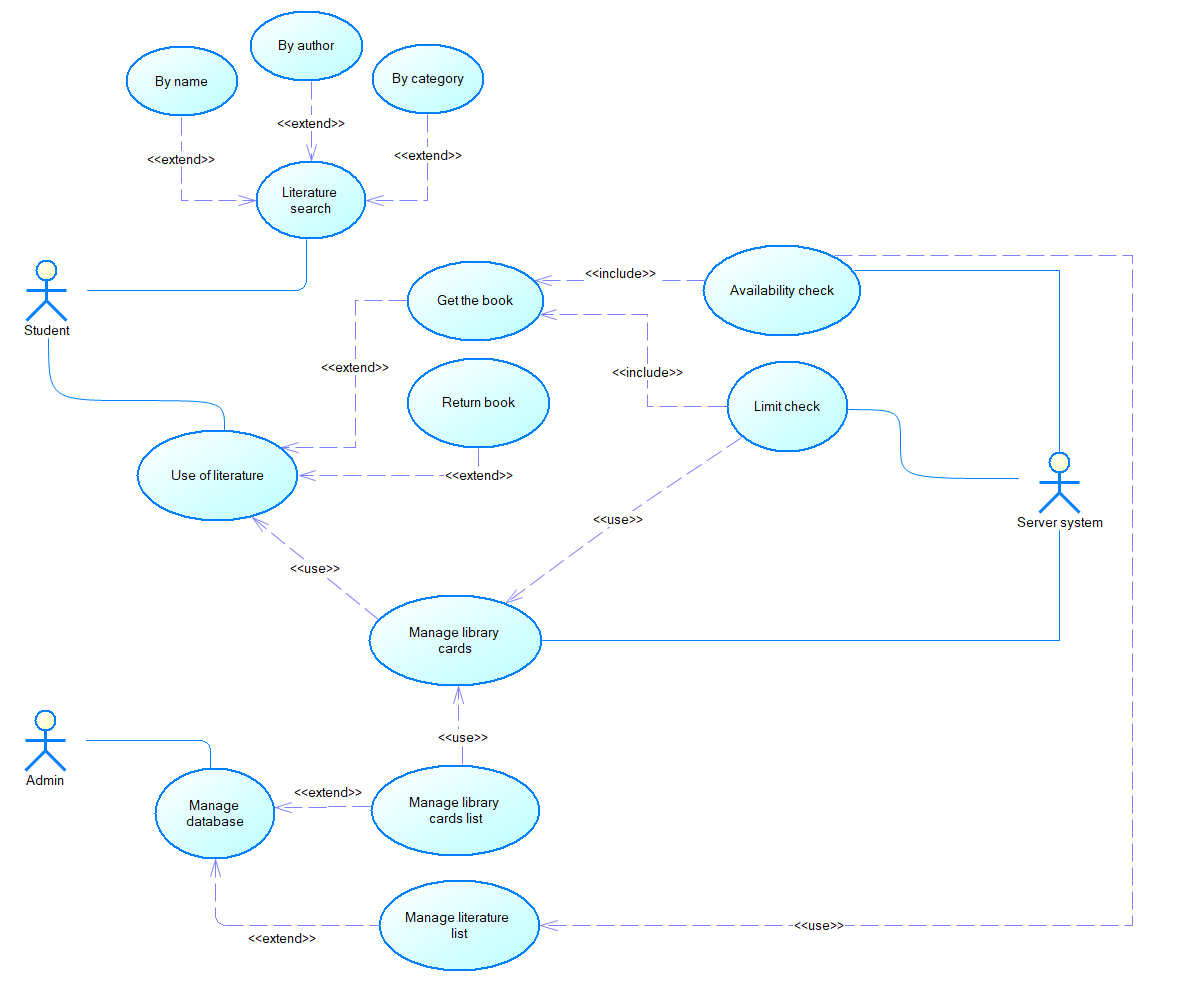 By author
By name
By category
<<extend>>
<<extend>>
<<extend>>
Literature
search
<<include>>
Get the book
Availability check
Student
<<extend>>
<<include>>
Return book
Limit check
Use of literature
<<extend>>
<<use>>
Server system
<<use>>
Manage library
cards
<<use>>
Admin
<<extend>>
Manage
database
Manage library
cards list
Manage literature
list
<<use>>
<<extend>>